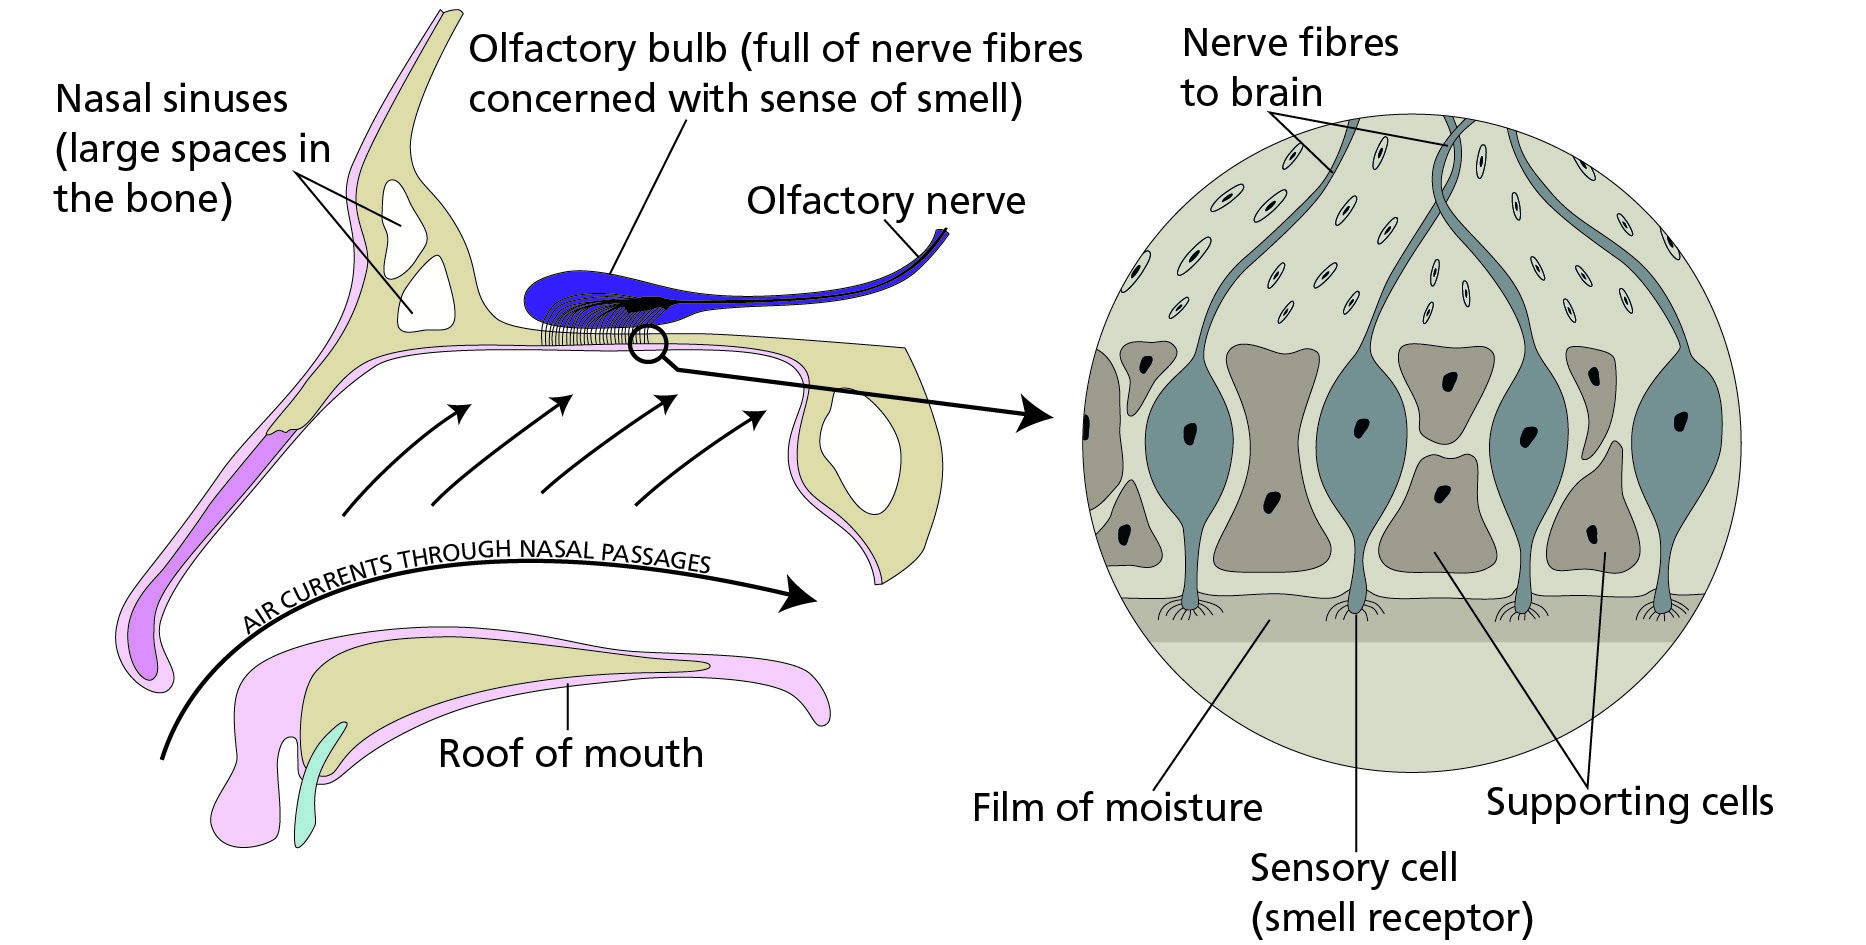 Nasal sinuses
(large spaces in
the bone)
Olfactory bulb (full of nerve fibres
concerned with sense of smell)
Olfactory nerve
Nerve fibres
to brain
AIR CURRENTS THROUGH NASAL PASSAGES
Roof of mouth
Film of moisture
Sensory cell
(smell receptor)
Supporting cells